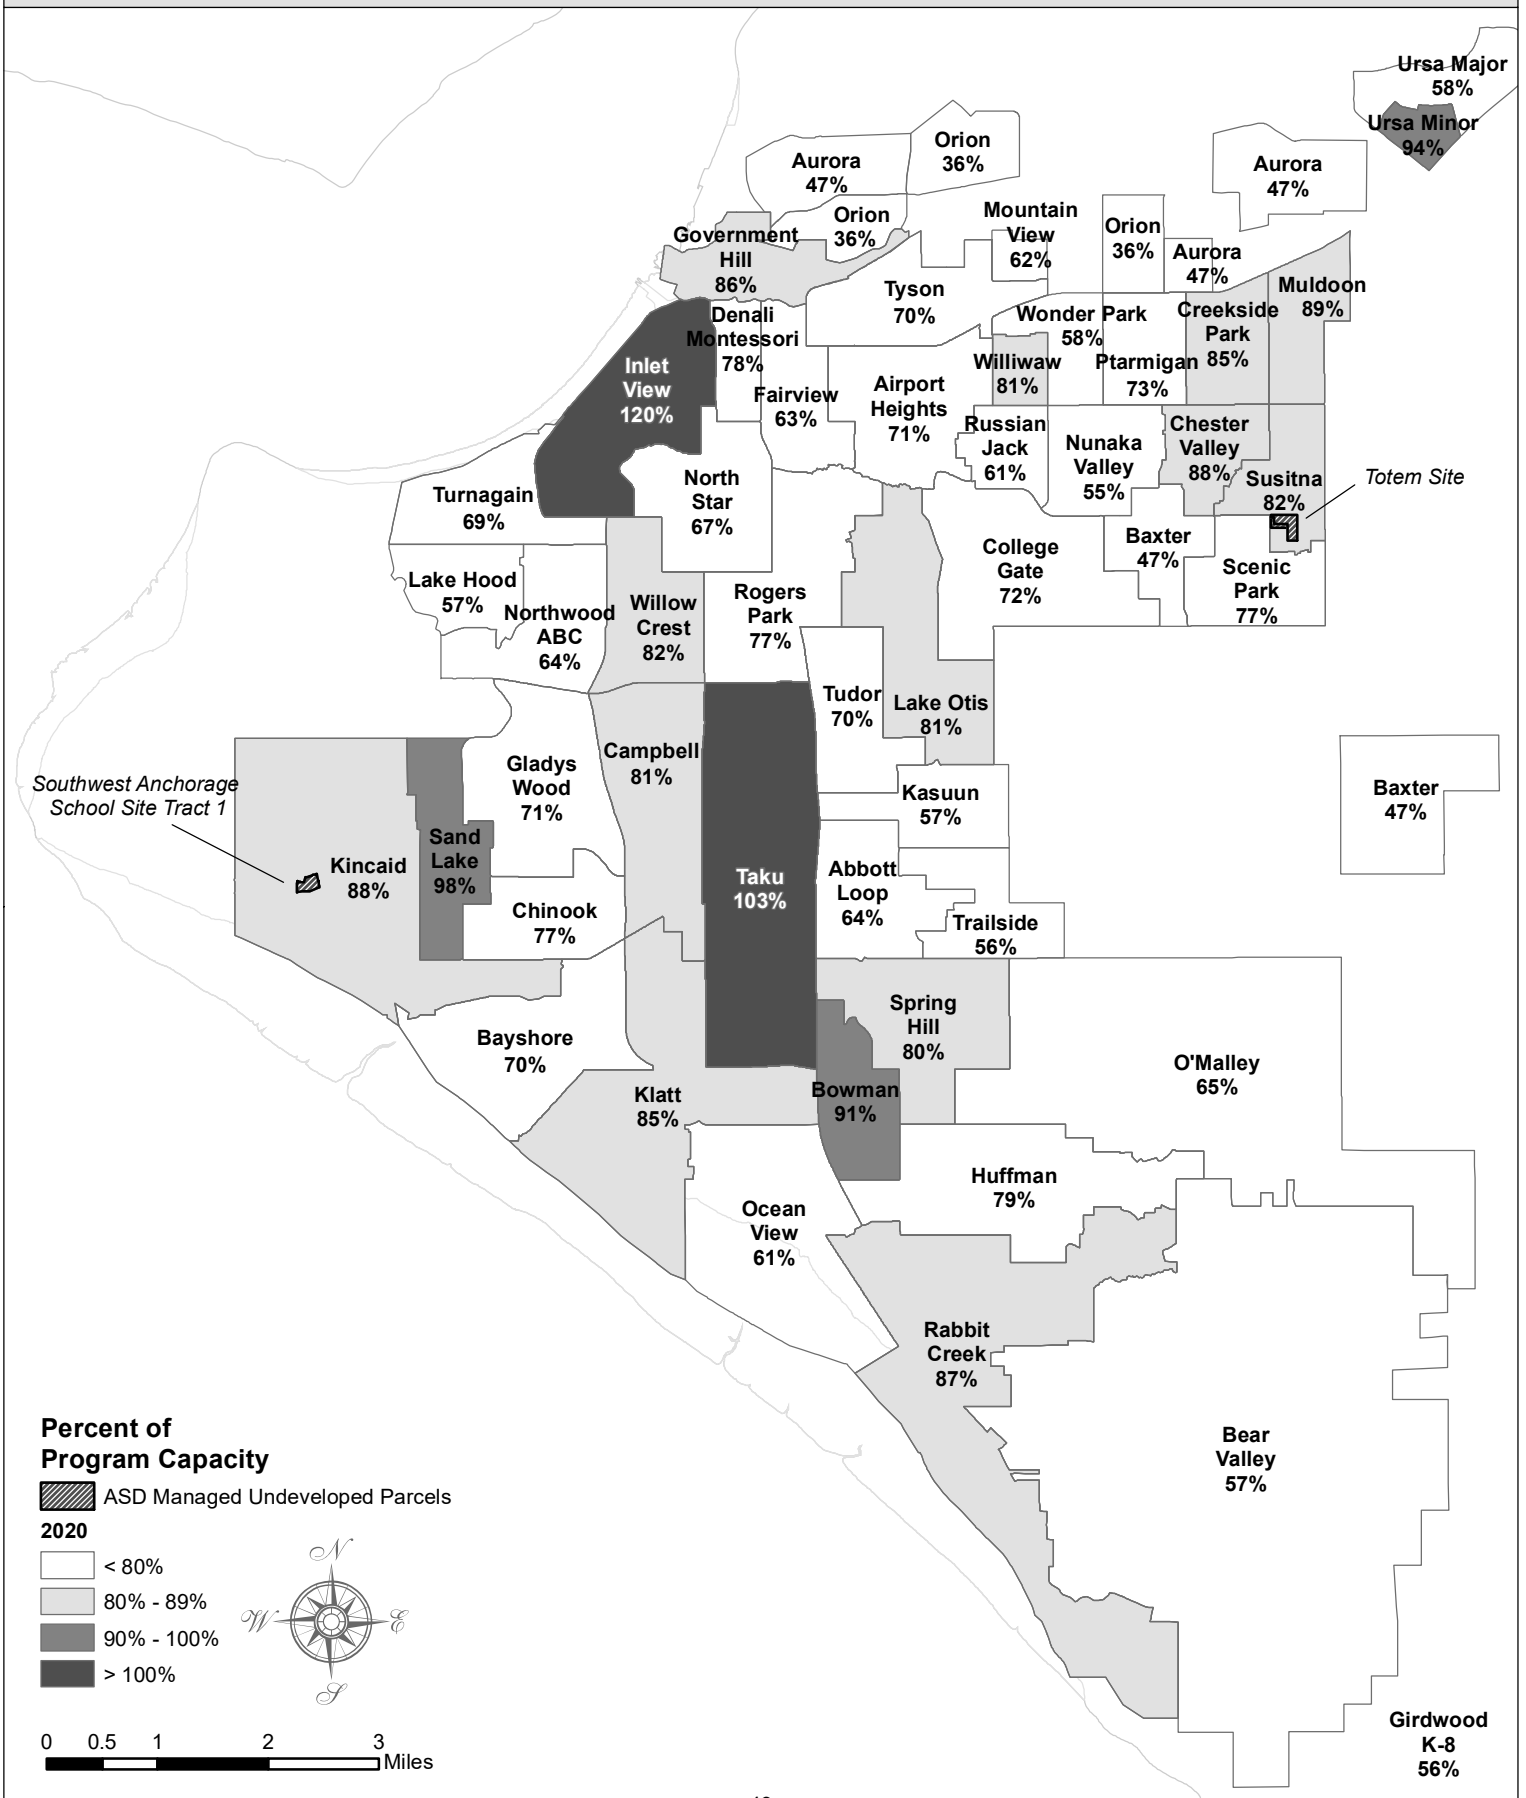 Ursa Major
58%
Ursa Minor
94%
Orion
36%
Aurora
47%
Aurora
47%
Orion
36%
Mountain
View
62%
Orion
36%
Aurora
47%
Government
Hill
86%
Muldoon
89%
Tyson
70%
Denali
Montessori
78%
Wonder Park
58%
Creekside
Park
85%
Inlet
View
120%
Williwaw
81%
Ptarmigan
73%
Fairview
63%
Airport
Heights
71%
Russian
Jack
61%
Nunaka
Valley
55%
Chester
Valley
88%
Susitna
82%
Totem Site
Turnagain
69%
North
Star
67%
College
Gate
72%
Baxter
47%
Scenic
Park
77%
Lake Hood
57%
Northwood
ABC
64%
Willow
Crest
82%
Rogers
Park
77%
Tudor
70%
Lake Otis
81%
Southwest Anchorage
School Site Tract 1
Gladys
Wood
71%
Campbell
81%
Kasuun
57%
Baxter
47%
Kincaid
88%
Sand
Lake
98%
Taku
103%
Abbott
Loop
64%
Chinook
77%
Trailside
56%
Bayshore
70%
Spring
Hill
80%
Klatt
85%
Bowman
91%
O'Malley
65%
Huffman
79%
Ocean
View
61%
Rabbit
Creek
87%
Bear
Valley
57%
Girdwood
K-8
56%
Percent of
Program Capacity
ASD Managed Undeveloped Parcels
2020
< 80%
80% - 89%
90% - 100%
> 100%
N
W
E
S
0 0.5 1 2 3
Miles